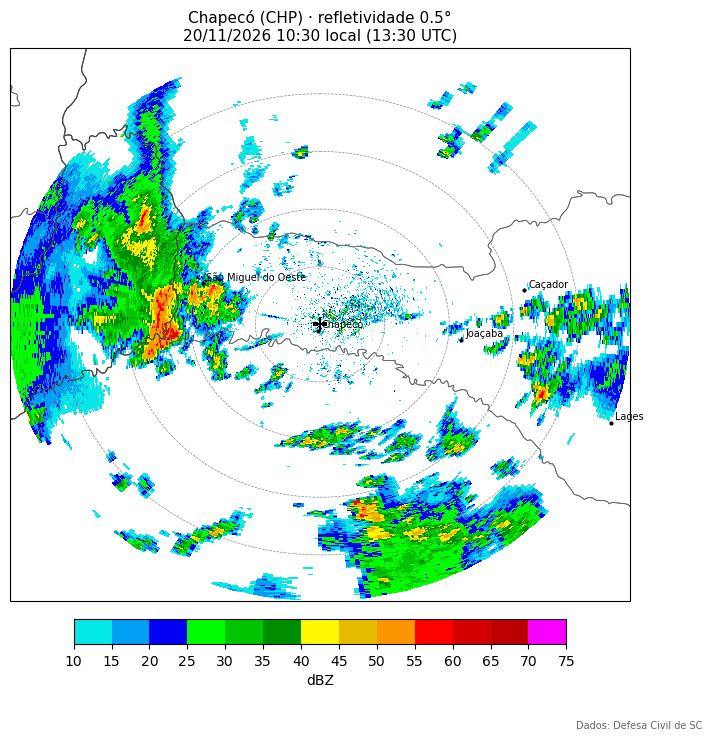 Chapecó (CHP) · refletividade 0.5°
20/11/2026 10:30 local (13:30 UTC)
São Miguel do Oeste
Caçador
Chapecó
Joaçaba
Lages
10 15 20 25 30 35 40 45 50 55 60 65 70 75
dBZ
Dados: Defesa Civil de SC